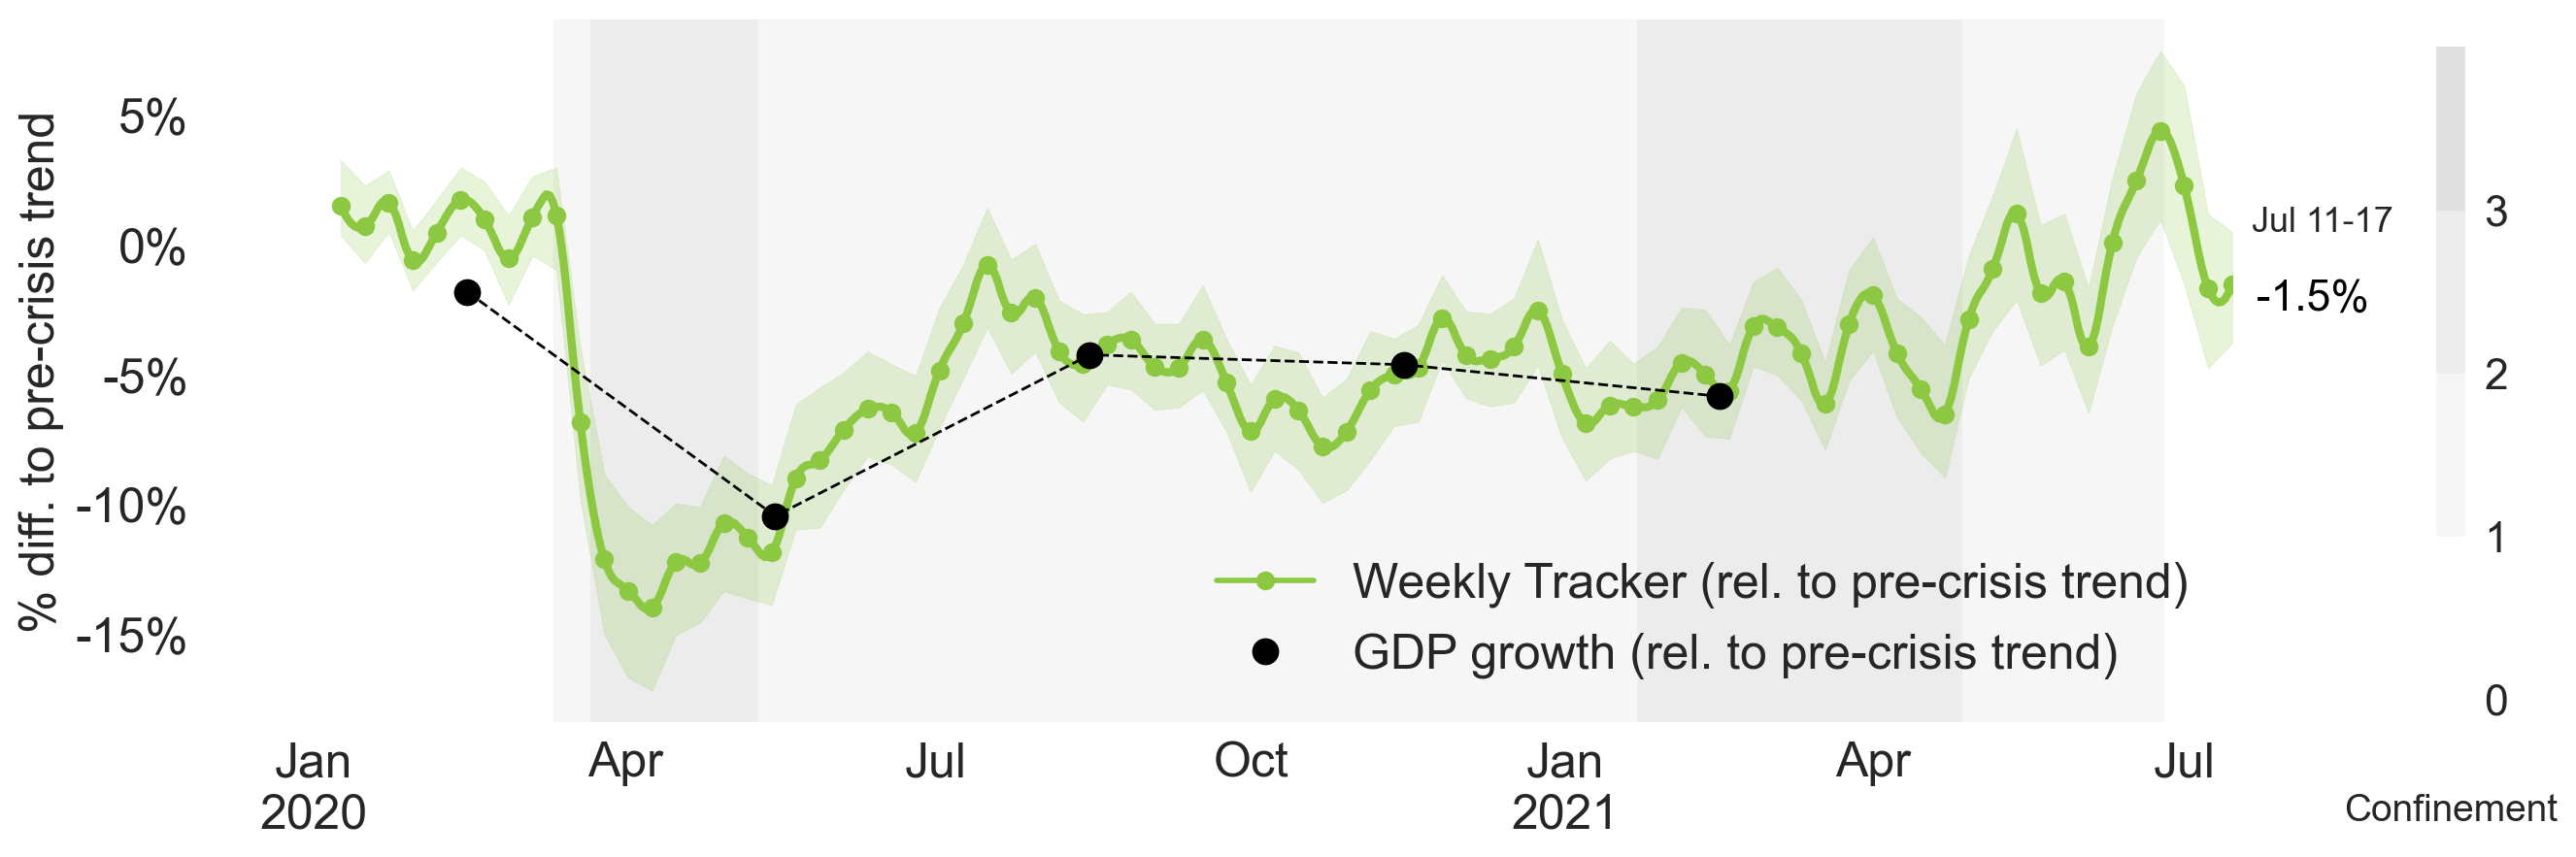 % diff. to pre-crisis trend
5%
0%
-5%
-10%
-15%
Jan
2020
Apr
Jul
Oct
Jan
2021
Apr
Jul
Weekly Tracker (rel. to pre-crisis trend)
GDP growth (rel. to pre-crisis trend)
Jul 11-17
-1.5%
3
2
1
0
Confinement